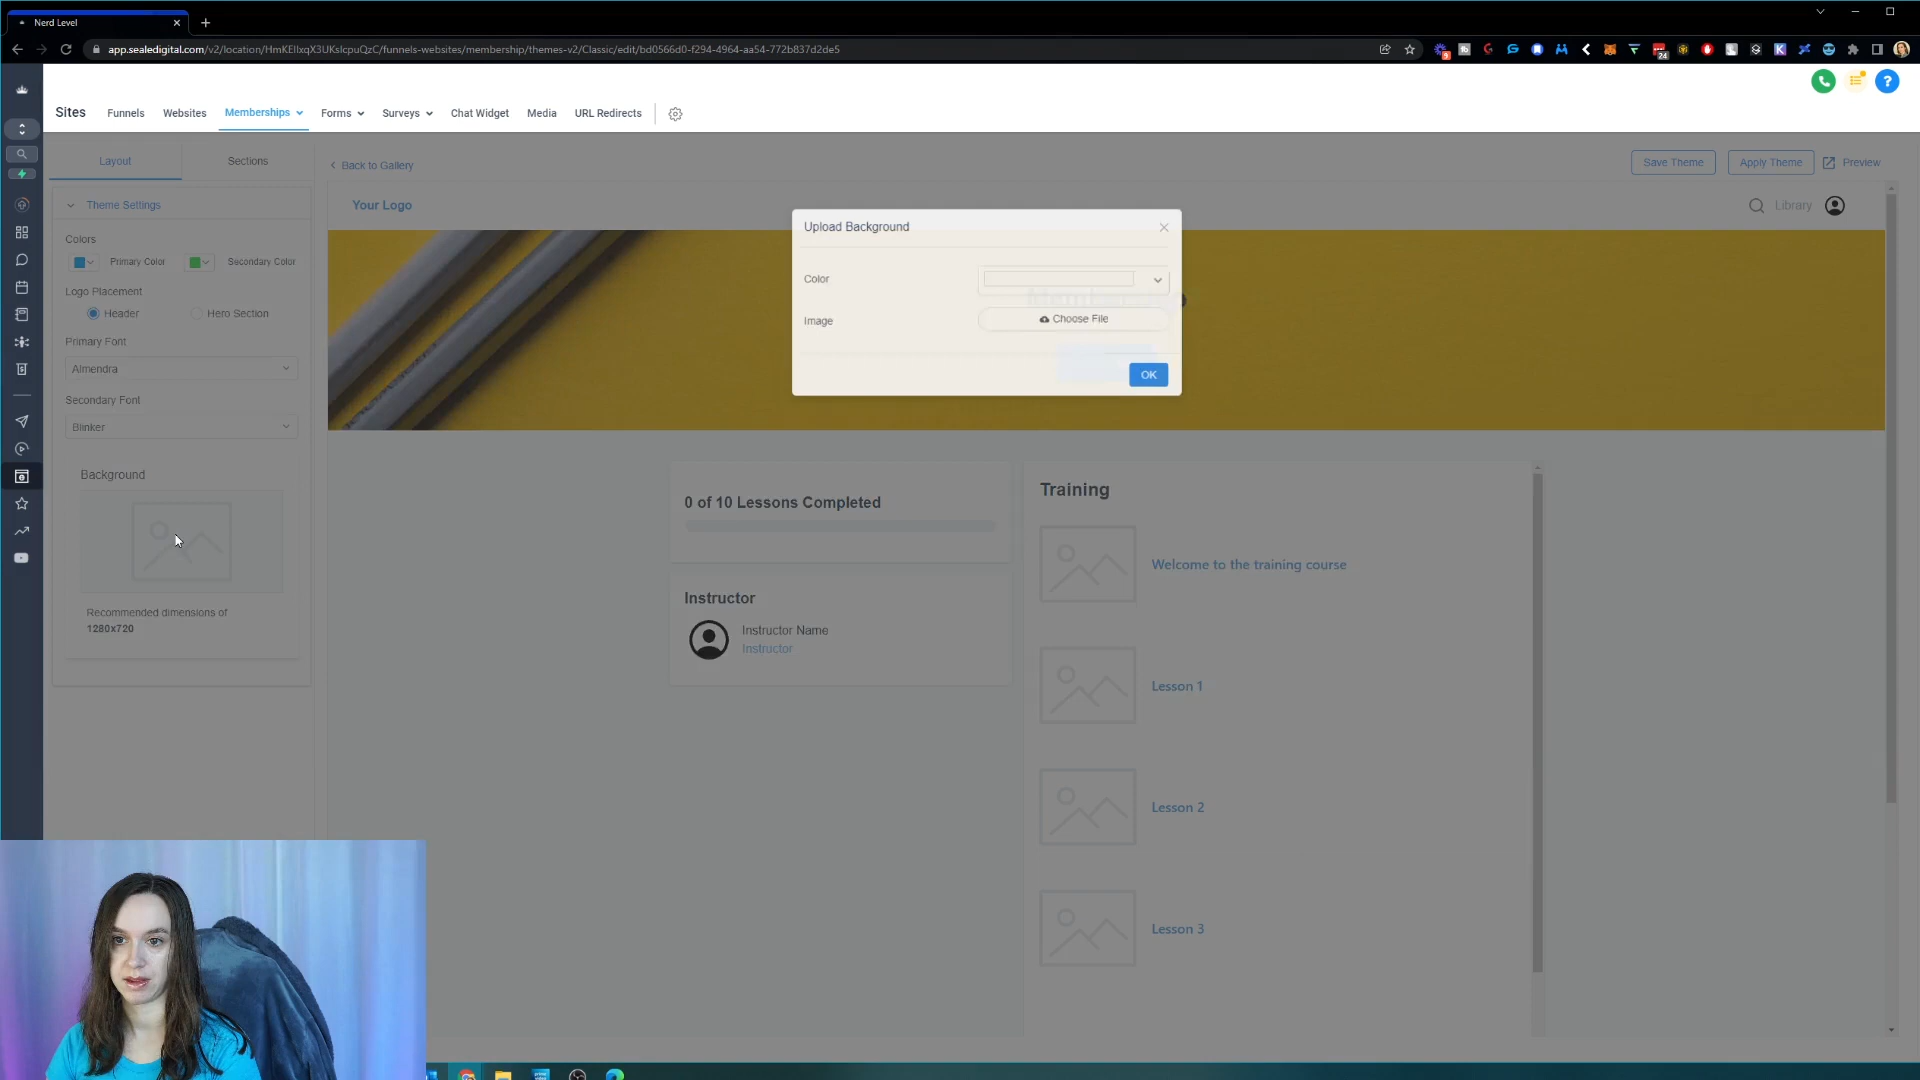 Nerd Level
app.sealedigital.com/v2/location/HmKEIlxqX3UKslcpuQzC/funnels-websites/membership/themes-v2/Classic/edit/bd0566d0-f294-4964-aa54-772b837d2de5
9
24
Sites
Funnels
Websites
Memberships
Forms
Surveys
Chat Widget
Media
URL Redirects
Layout
Sections
Back to Gallery
Save Theme
Apply Theme
Preview
Theme Settings
Your Logo
Library
Upload Background
Colors
Primary Color
Secondary Color
Color
Logo Placement
Header
Hero Section
Image
Choose File
Primary Font
Almendra
OK
Secondary Font
Blinker
Background
Recommended dimensions of
1280x720
0 of 10 Lessons Completed
Instructor
Instructor Name
Instructor
Training
Welcome to the training course
Lesson 1
Lesson 2
Lesson 3